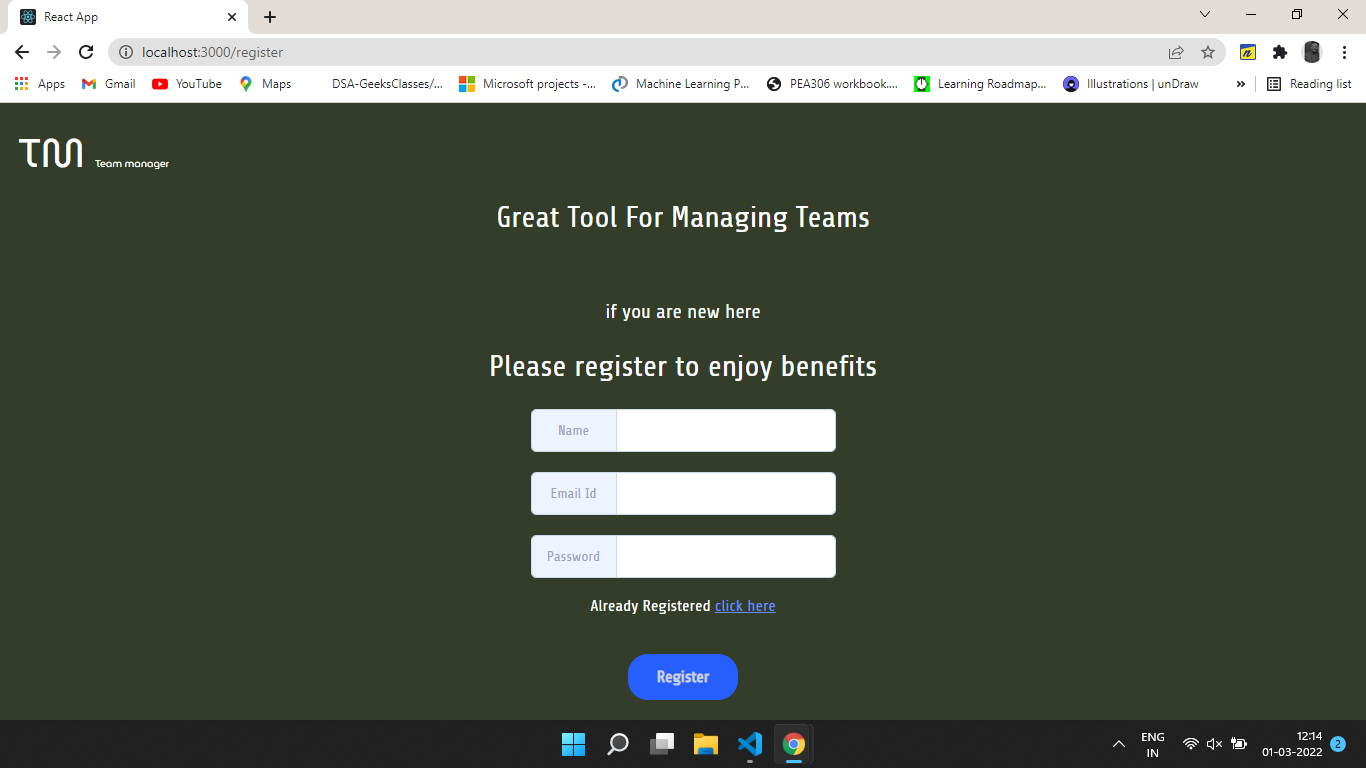 React App
localhost:3000/register
Apps Gmail YouTube Maps DSA-GeeksClasses/... Microsoft projects -... Machine Learning P... PEA306 workbook.... Learning Roadmap... Illustrations | unDraw » Reading list
TM Team manager
Great Tool For Managing Teams
if you are new here
Please register to enjoy benefits
Name
Email Id
Password
Already Registered click here
Register
ENG
IN
12:14
01-03-2022
2